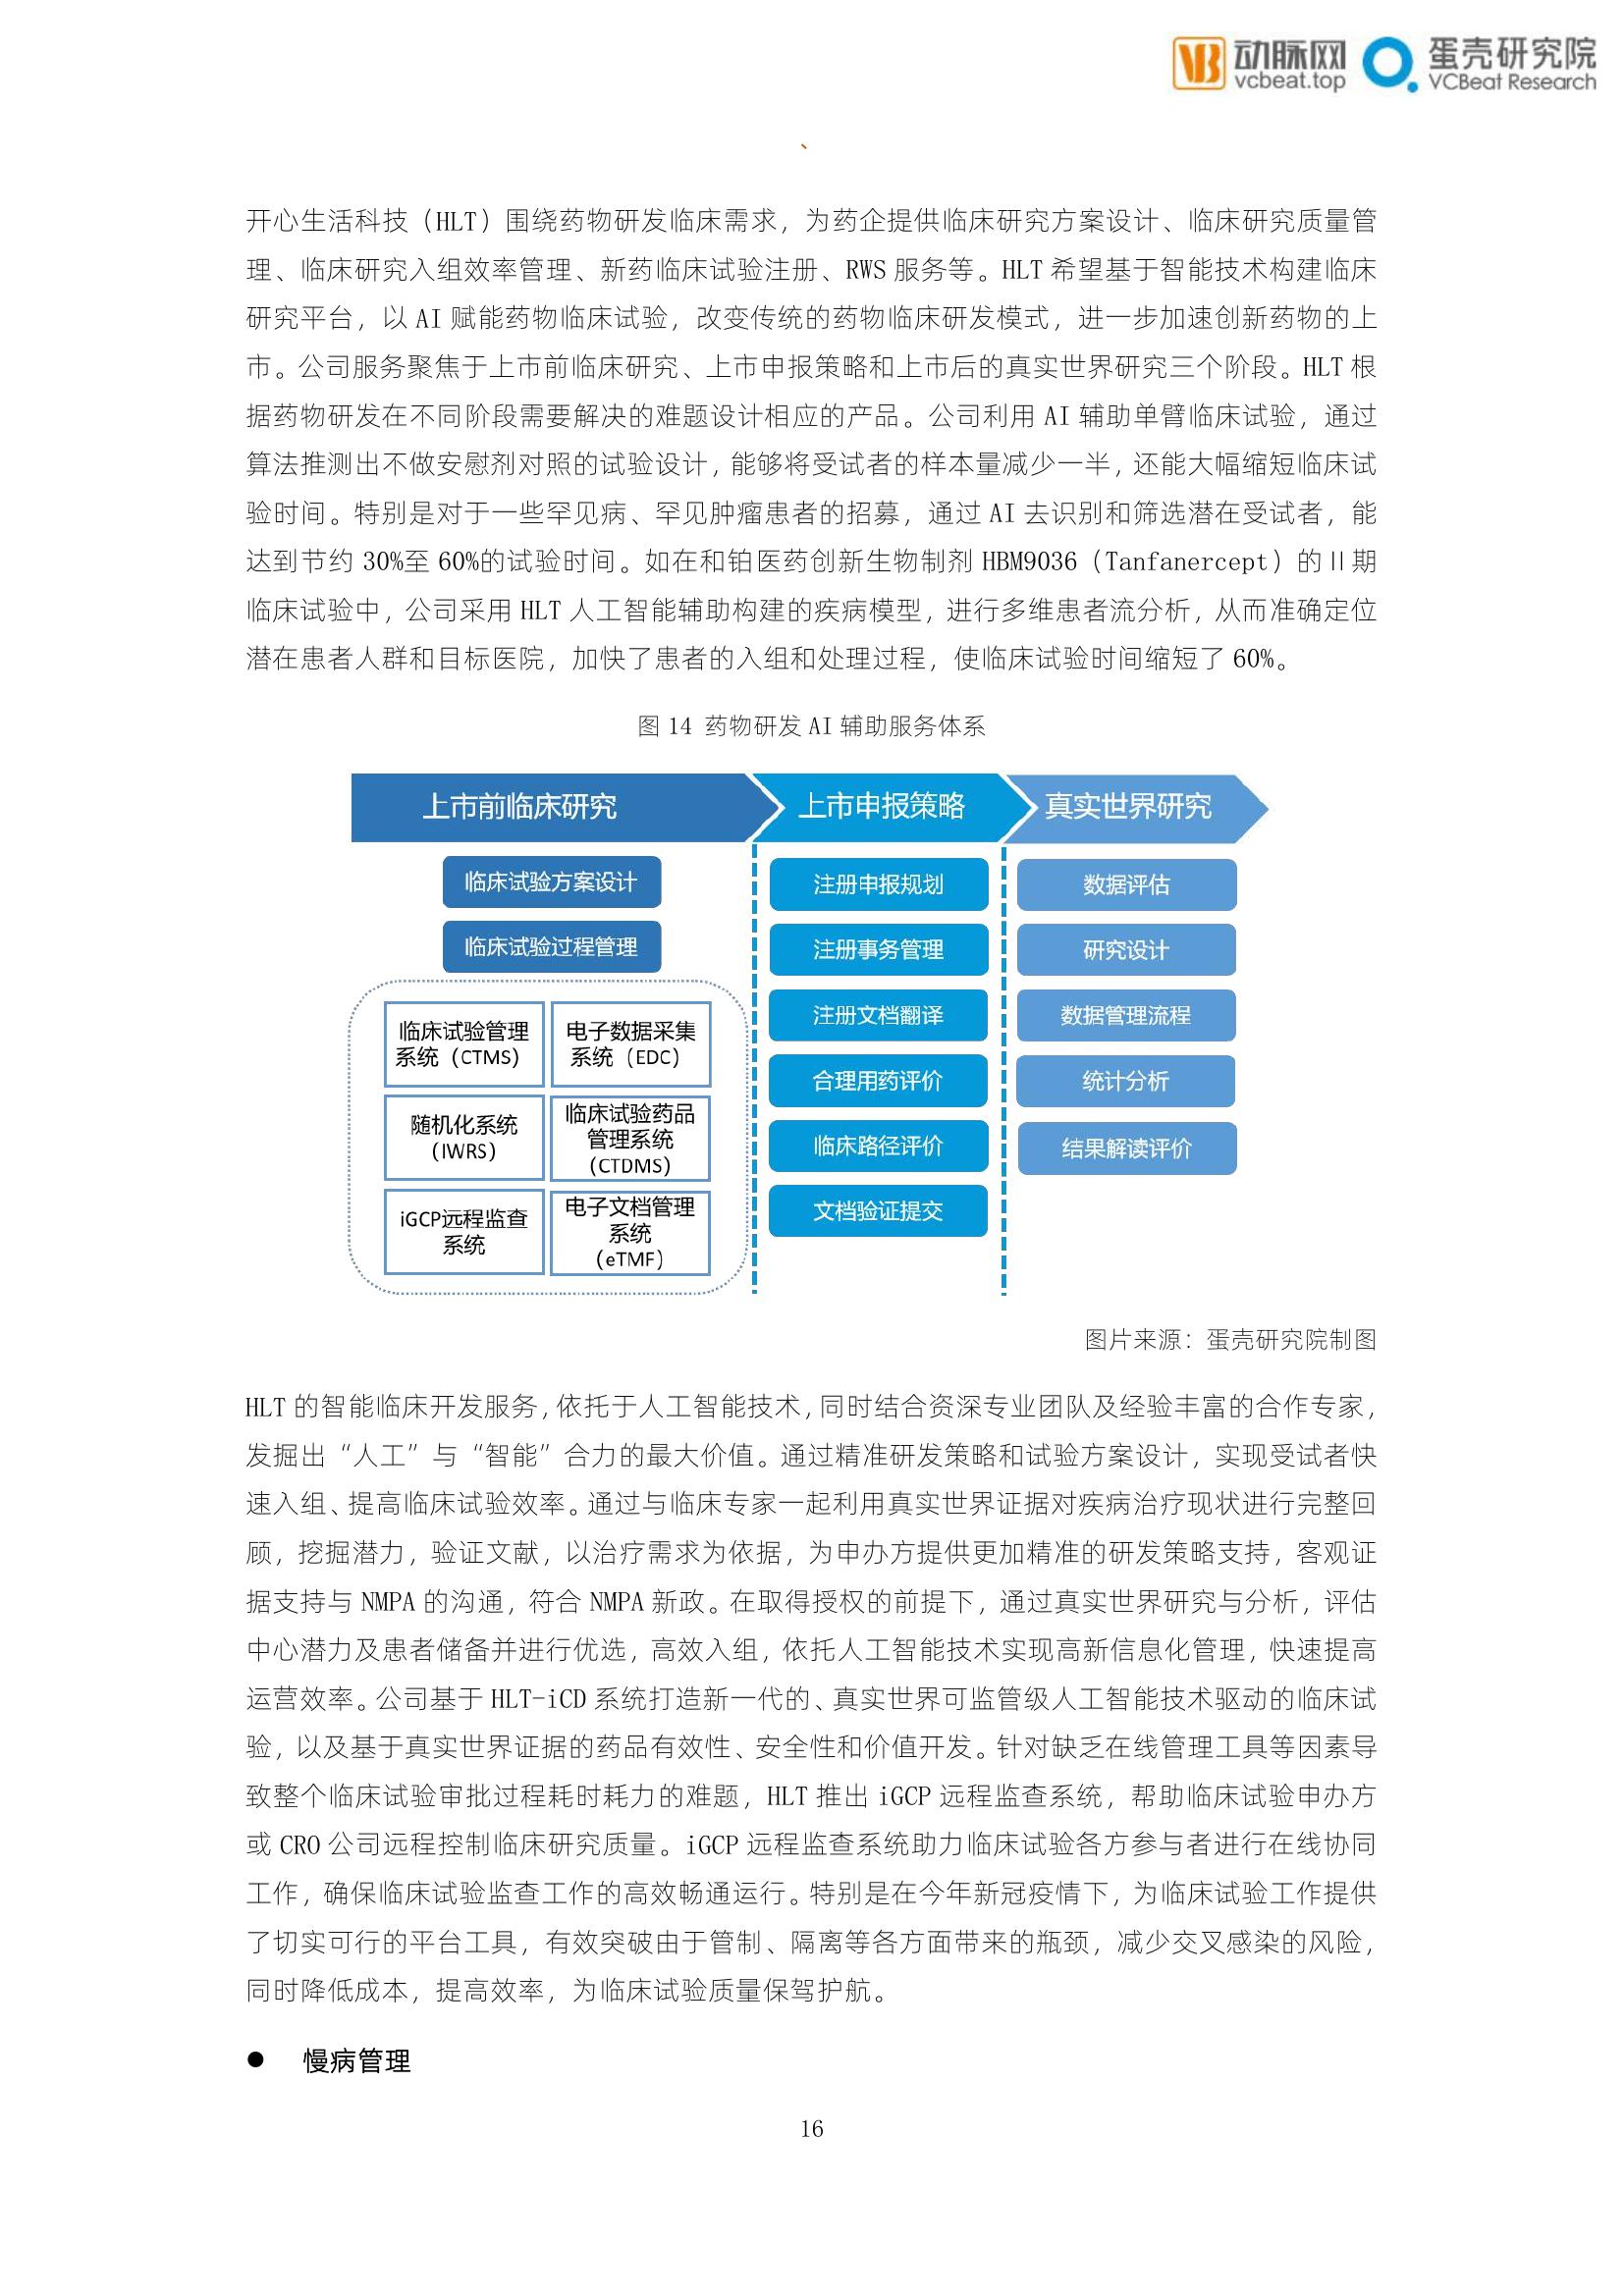 动脉网
vcbeat.top
蛋壳研究院
VCBeat Research
、
开心生活科技（HLT）围绕药物研发临床需求，为药企提供临床研究方案设计、临床研究质量管
理、临床研究入组效率管理、新药临床试验注册、RWS 服务等。HLT 希望基于智能技术构建临床
研究平台，以 AI 赋能药物临床试验，改变传统的药物临床研发模式，进一步加速创新药物的上
市。公司服务聚焦于上市前临床研究、上市申报策略和上市后的真实世界研究三个阶段。HLT 根
据药物研发在不同阶段需要解决的难题设计相应的产品。公司利用 AI 辅助单臂临床试验，通过
算法推测出不做安慰剂对照的试验设计，能够将受试者的样本量减少一半，还能大幅缩短临床试
验时间。特别是对于一些罕见病、罕见肿瘤患者的招募，通过 AI 去识别和筛选潜在受试者，能
达到节约 30%至 60%的试验时间。如在和铂医药创新生物制剂 HBM9036（Tanfanercept）的Ⅱ期
临床试验中，公司采用 HLT 人工智能辅助构建的疾病模型，进行多维患者流分析，从而准确定位
潜在患者人群和目标医院，加快了患者的入组和处理过程，使临床试验时间缩短了 60%。
图 14 药物研发 AI 辅助服务体系
上市前临床研究
临床试验方案设计
临床试验过程管理
临床试验管理
系统（CTMS）
电子数据采集
系统（EDC）
随机化系统
（IWRS）
临床试验药品
管理系统
（CTDMS）
iGCP远程监查
系统
电子文档管理
系统
（eTMF）
上市申报策略
注册申报规划
注册事务管理
注册文档翻译
合理用药评价
临床路径评价
文档验证提交
真实世界研究
数据评估
研究设计
数据管理流程
统计分析
结果解读评价
图片来源：蛋壳研究院制图
HLT 的智能临床开发服务，依托于人工智能技术，同时结合资深专业团队及经验丰富的合作专家，
发掘出“人工”与“智能”合力的最大价值。通过精准研发策略和试验方案设计，实现受试者快
速入组、提高临床试验效率。通过与临床专家一起利用真实世界证据对疾病治疗现状进行完整回
顾，挖掘潜力，验证文献，以治疗需求为依据，为申办方提供更加精准的研发策略支持，客观证
据支持与 NMPA 的沟通，符合 NMPA 新政。在取得授权的前提下，通过真实世界研究与分析，评估
中心潜力及患者储备并进行优选，高效入组，依托人工智能技术实现高新信息化管理，快速提高
运营效率。公司基于 HLT-iCD 系统打造新一代的、真实世界可监管级人工智能技术驱动的临床试
验，以及基于真实世界证据的药品有效性、安全性和价值开发。针对缺乏在线管理工具等因素导
致整个临床试验审批过程耗时耗力的难题，HLT 推出 iGCP 远程监查系统，帮助临床试验申办方
或 CRO 公司远程控制临床研究质量。iGCP 远程监查系统助力临床试验各方参与者进行在线协同
工作，确保临床试验监查工作的高效畅通运行。特别是在今年新冠疫情下，为临床试验工作提供
了切实可行的平台工具，有效突破由于管制、隔离等各方面带来的瓶颈，减少交叉感染的风险，
同时降低成本，提高效率，为临床试验质量保驾护航。
● 慢病管理
16